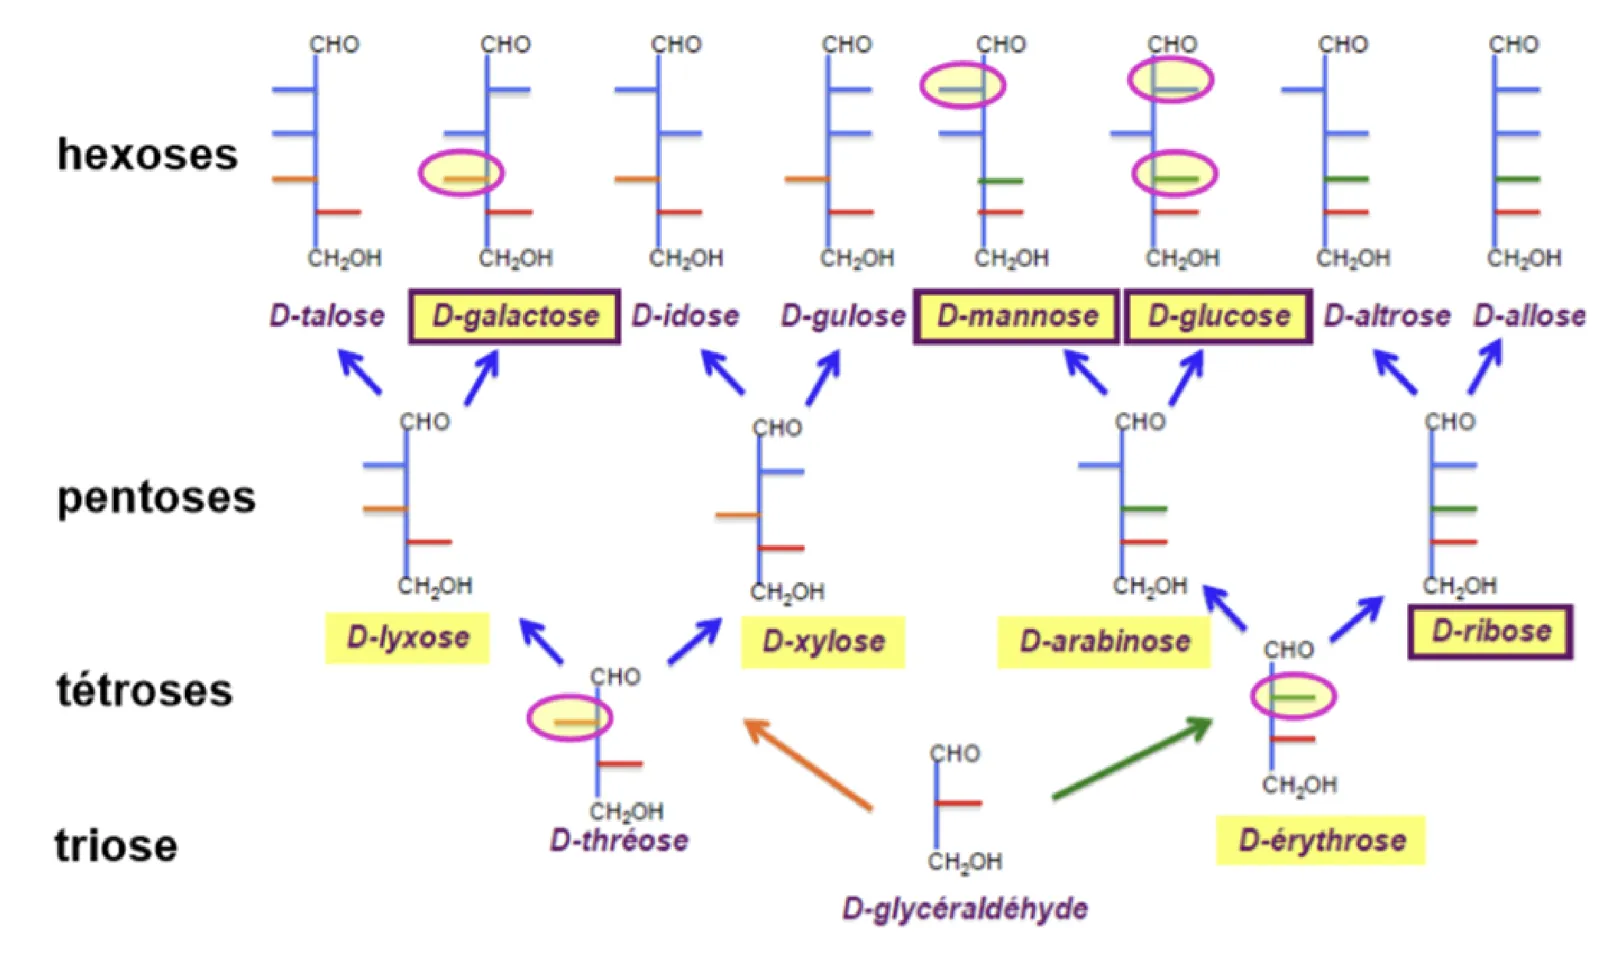 CHO CHO CHO CHO CHO CHO CHO CHO
hexoses
CH₂OH CH₂OH CH₂OH CH₂OH CH₂OH CH₂OH CH₂OH CH₂OH
D-talose D-galactose D-idose D-gulose D-mannose D-glucose D-altrose D-allose
CHO CHO CHO CHO
pentoses
CH₂OH CH₂OH CH₂OH CH₂OH
D-lyxose D-xylose D-arabinose D-ribose
CHO CHO
tétroses
CHO
CH₂OH CH₂OH
D-thréose D-érythrose
triose
CH₂OH
D-glycéraldéhyde